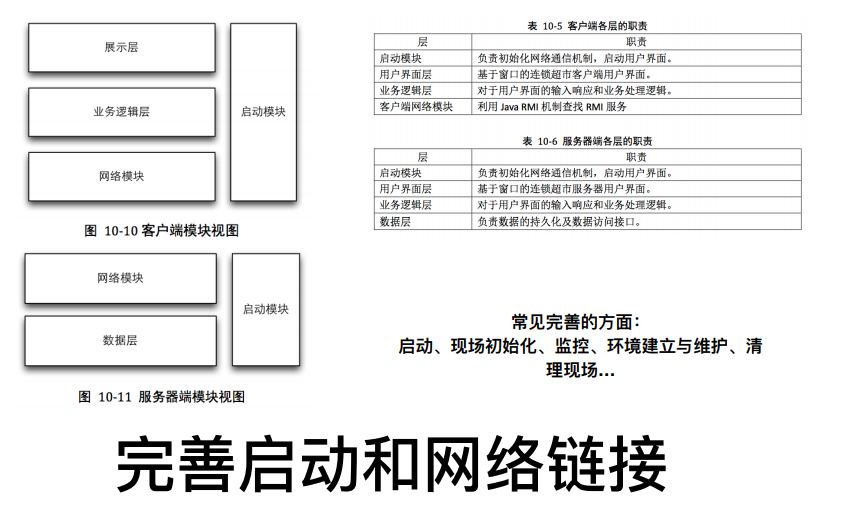 展示层
业务逻辑层
网络模块
启动模块
图 10-10 客户端模块视图
网络模块
数据层
启动模块
图 10-11 服务器端模块视图
表 10-5 客户端各层的职责
层 职责
启动模块 负责初始化网络通信机制，启动用户界面。
用户界面层 基于窗口的连锁超市客户端用户界面。
业务逻辑层 对于用户界面的输入响应和业务处理逻辑。
客户端网络模块 利用 Java RMI 机制查找 RMI 服务
表 10-6 服务器端各层的职责
层 职责
启动模块 负责初始化网络通信机制，启动用户界面。
用户界面层 基于窗口的连锁超市服务器用户界面。
业务逻辑层 对于用户界面的输入响应和业务处理逻辑。
数据层 负责数据的持久化及数据访问接口。
常见完善的方面：
启动、现场初始化、监控、环境建立与维护、清
理现场...
完善启动和网络链接